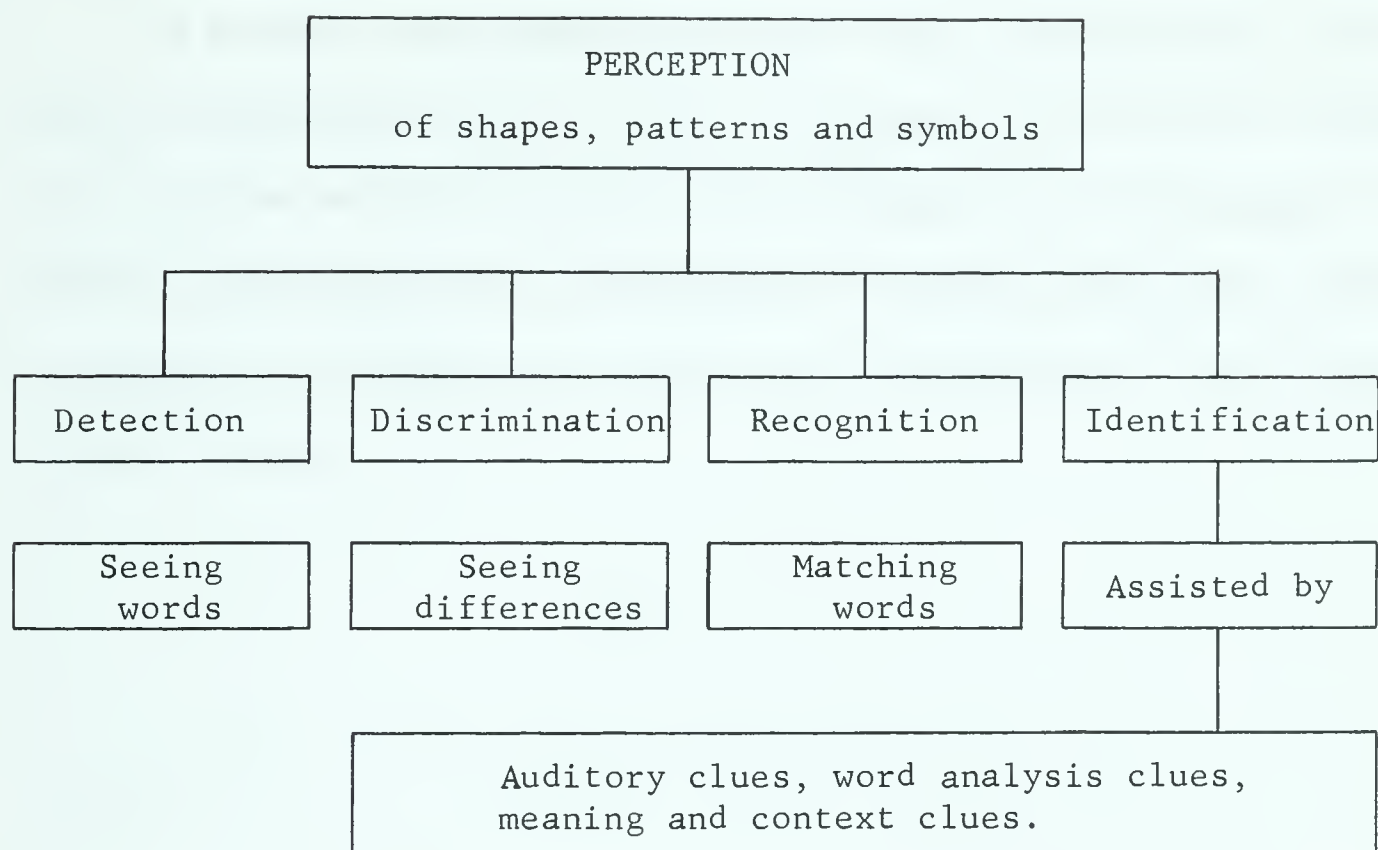 PERCEPTION
of shapes, patterns and symbols
Detection
Discrimination
Recognition
Identification
Seeing
words
Seeing
differences
Matching
words
Assisted by
Auditory clues, word analysis clues,
meaning and context clues.